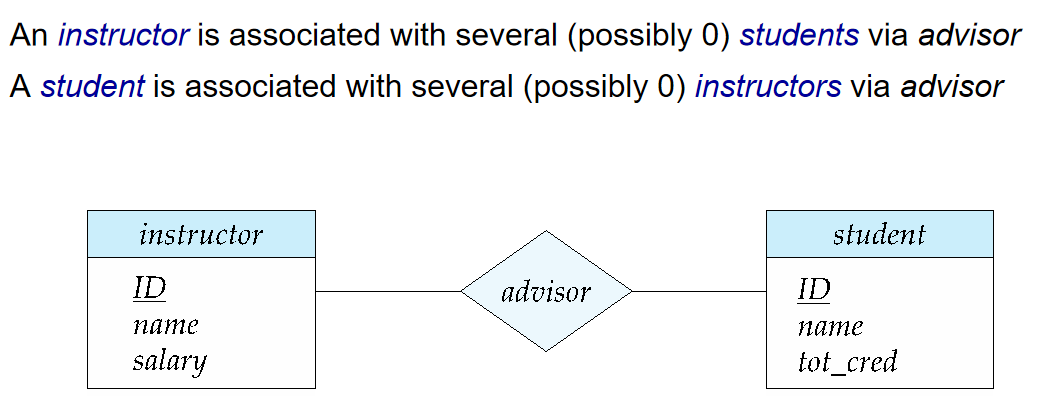 An instructor is associated with several (possibly 0) students via advisor
A student is associated with several (possibly 0) instructors via advisor
instructor
ID
name
salary
advisor
student
ID
name
tot_cred